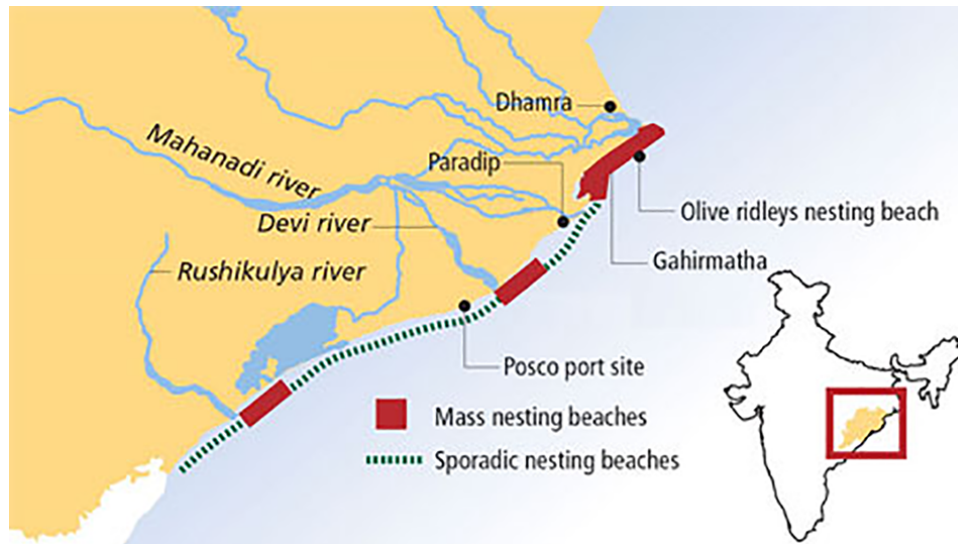 Dhamra
Mahanadi river
Paradip
Olive ridleys nesting beach
Devi river
Gahirmatha
Rushikulya river
Posco port site
Mass nesting beaches
Sporadic nesting beaches